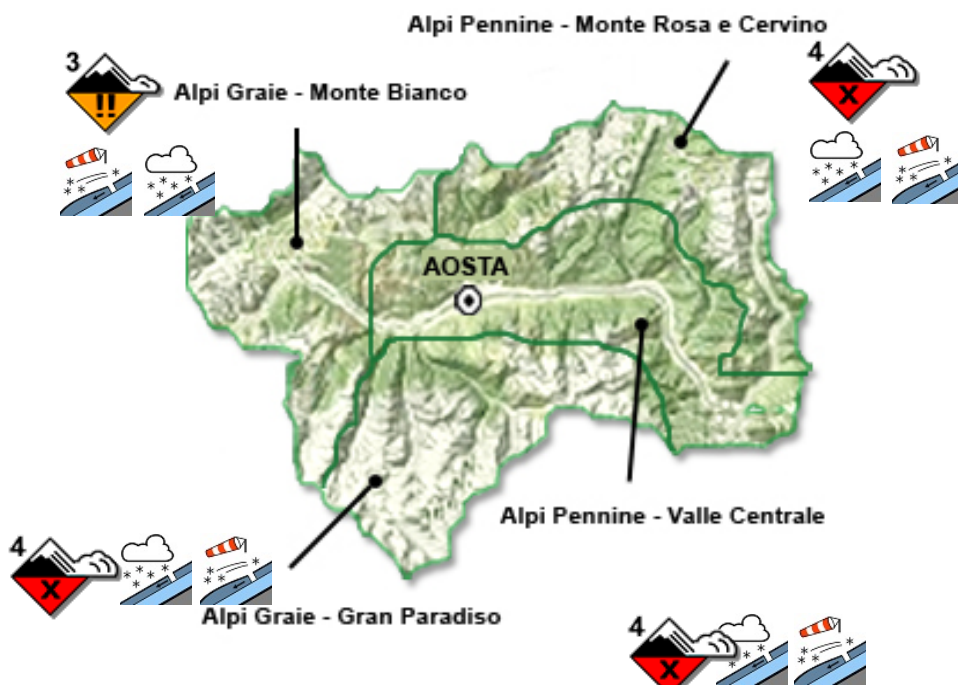 Alpi Pennine - Monte Rosa e Cervino
3
!!
Alpi Graie - Monte Bianco
4
X
AOSTA
Alpi Pennine - Valle Centrale
4
X
Alpi Graie - Gran Paradiso
4
X